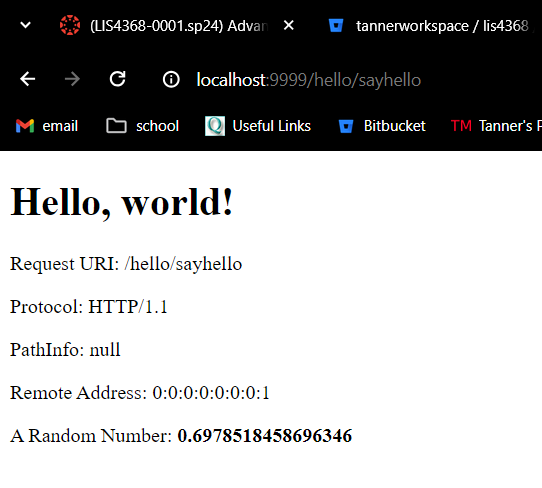 (LIS4368-0001.sp24) Advan
tannerworkspace / lis4368
localhost:9999/hello/sayhello
email school Useful Links Bitbucket TM Tanner's P
Hello, world!
Request URI: /hello/sayhello
Protocol: HTTP/1.1
PathInfo: null
Remote Address: 0:0:0:0:0:0:0:1
A Random Number: 0.6978518458696346